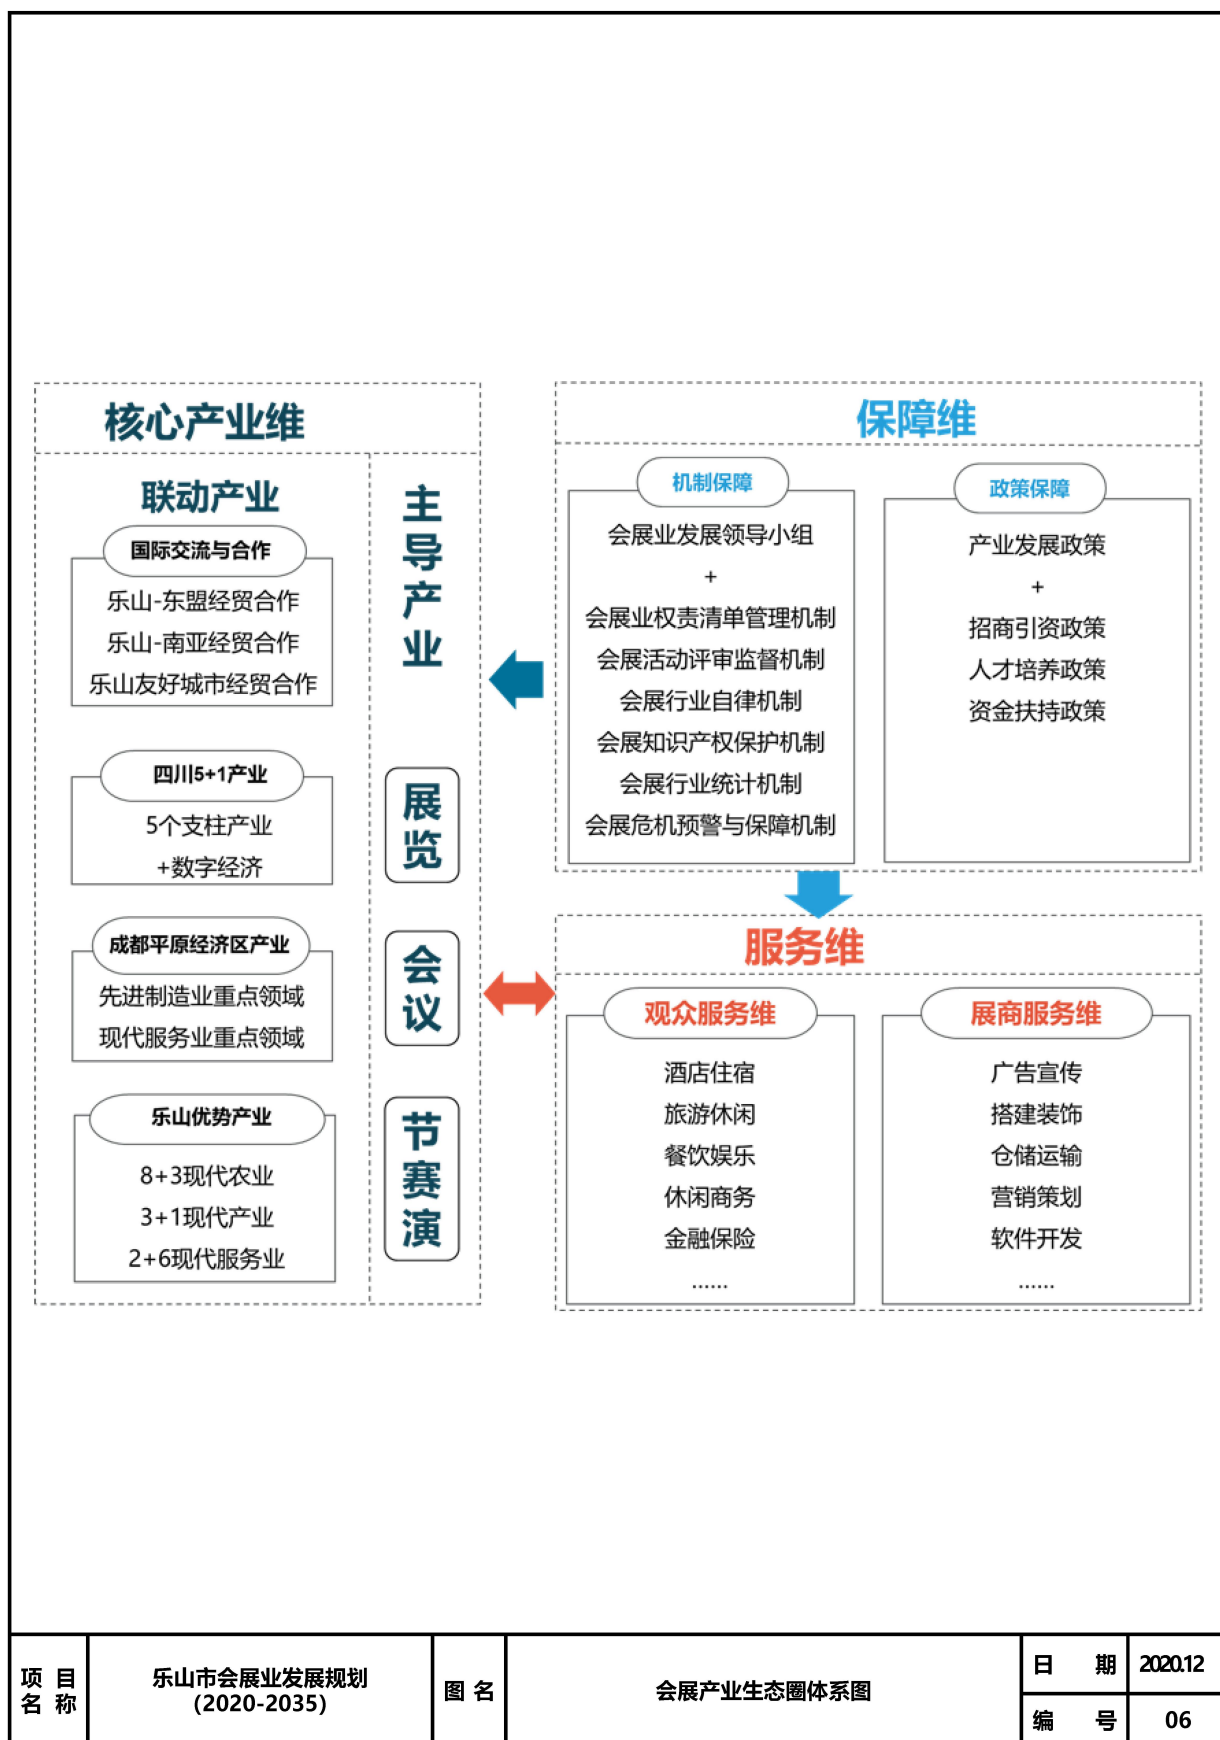 核心产业维
联动产业
国际交流与合作
乐山-东盟经贸合作
乐山-南亚经贸合作
乐山友好城市经贸合作
四川5+1产业
5个支柱产业
+数字经济
成都平原经济区产业
先进制造业重点领域
现代服务业重点领域
乐山优势产业
8+3现代农业
3+1现代产业
2+6现代服务业
主导产业
展览
会议
节赛演
保障维
机制保障
会展业发展领导小组
+
会展业权责清单管理机制
会展活动评审监督机制
会展行业自律机制
会展知识产权保护机制
会展行业统计机制
会展危机预警与保障机制
政策保障
产业发展政策
+
招商引资政策
人才培养政策
资金扶持政策
服务维
观众服务维
酒店住宿
旅游休闲
餐饮娱乐
休闲商务
金融保险
......
展商服务维
广告宣传
搭建装饰
仓储运输
营销策划
软件开发
......
项目
名称
乐山市会展业发展规划
(2020-2035)
图名
会展产业生态圈体系图
日期
2020.12
编号
06